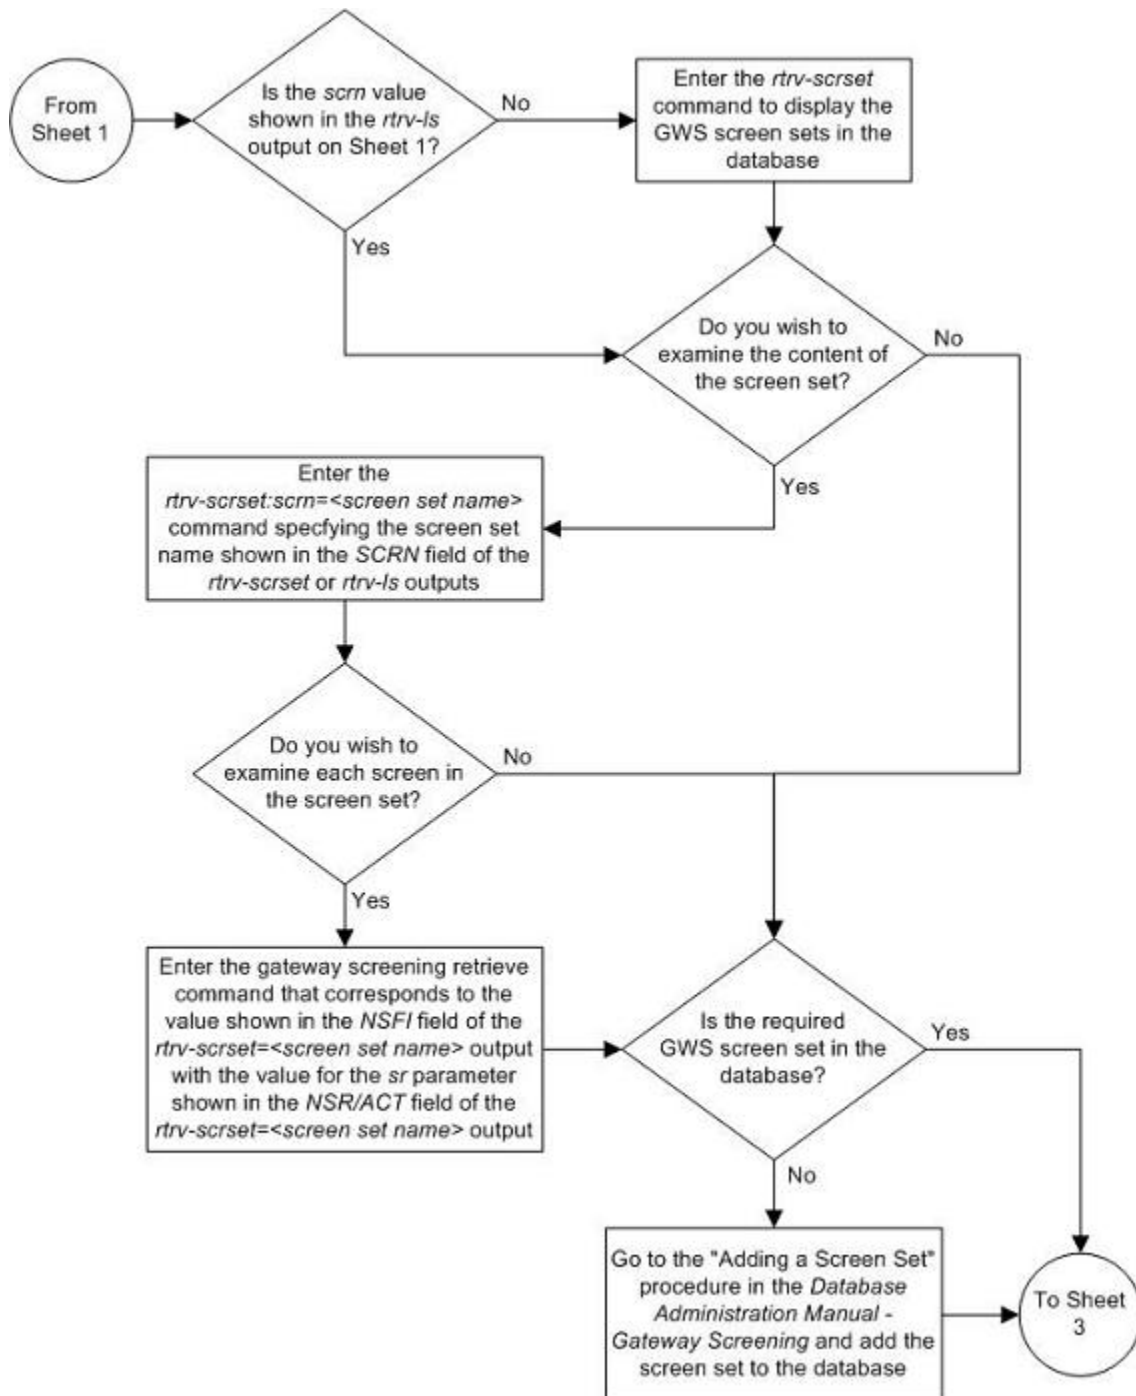 From
Sheet 1
Is the scrn value
shown in the rtrv-ls
output on Sheet 1?
No
Enter the rtrv-scrset
command to display the
GWS screen sets in the
database
Yes
Do you wish to
examine the content of
the screen set?
No
Yes
Enter the
rtrv-scrset:scrn=<screen set name>
command specfying the screen set
name shown in the SCRN field of the
rtrv-scrset or rtrv-ls outputs
Do you wish to
examine each screen in
the screen set?
No
Yes
Enter the gateway screening retrieve
command that corresponds to the
value shown in the NSFI field of the
rtrv-scrset=<screen set name> output
with the value for the sr parameter
shown in the NSR/ACT field of the
rtrv-scrset=<screen set name> output
Is the required
GWS screen set in the
database?
Yes
No
Go to the "Adding a Screen Set"
procedure in the Database
Administration Manual -
Gateway Screening and add the
screen set to the database
To Sheet
3